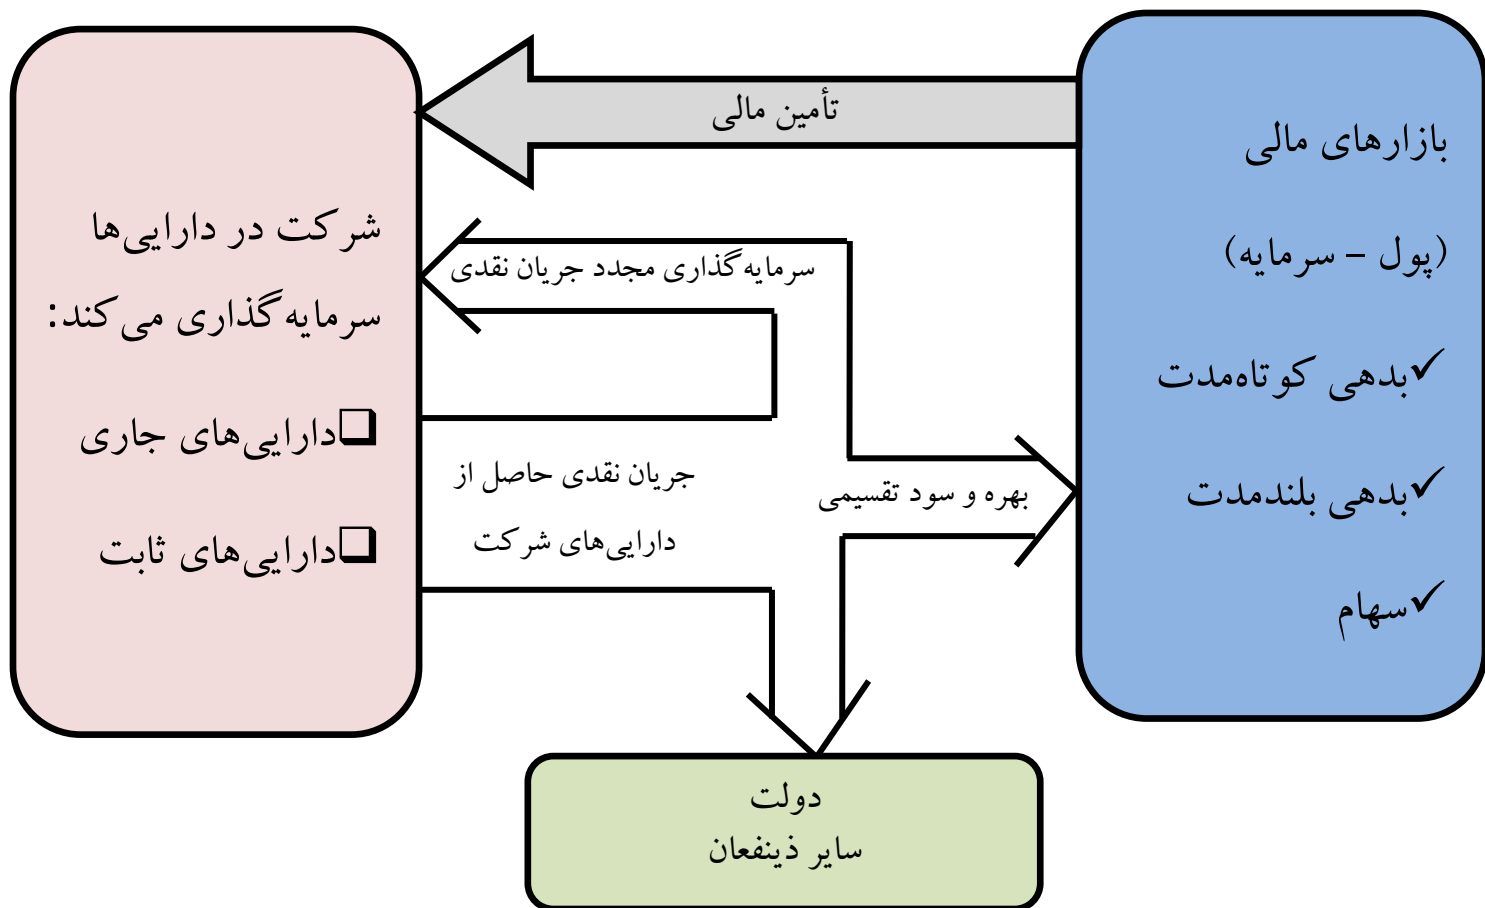 تأمین مالی
بازارهای مالی
(پول – سرمایه)
✓بدهی کوتاه‌مدت
✓بدهی بلندمدت
✓سهام
شرکت در دارایی‌ها
سرمایه‌گذاری می‌کند:
❑دارایی‌های جاری
❑دارایی‌های ثابت
سرمایه‌گذاری مجدد جریان نقدی
جریان نقدی حاصل از
دارایی‌های شرکت
بهره و سود تقسیمی
دولت
سایر ذینفعان